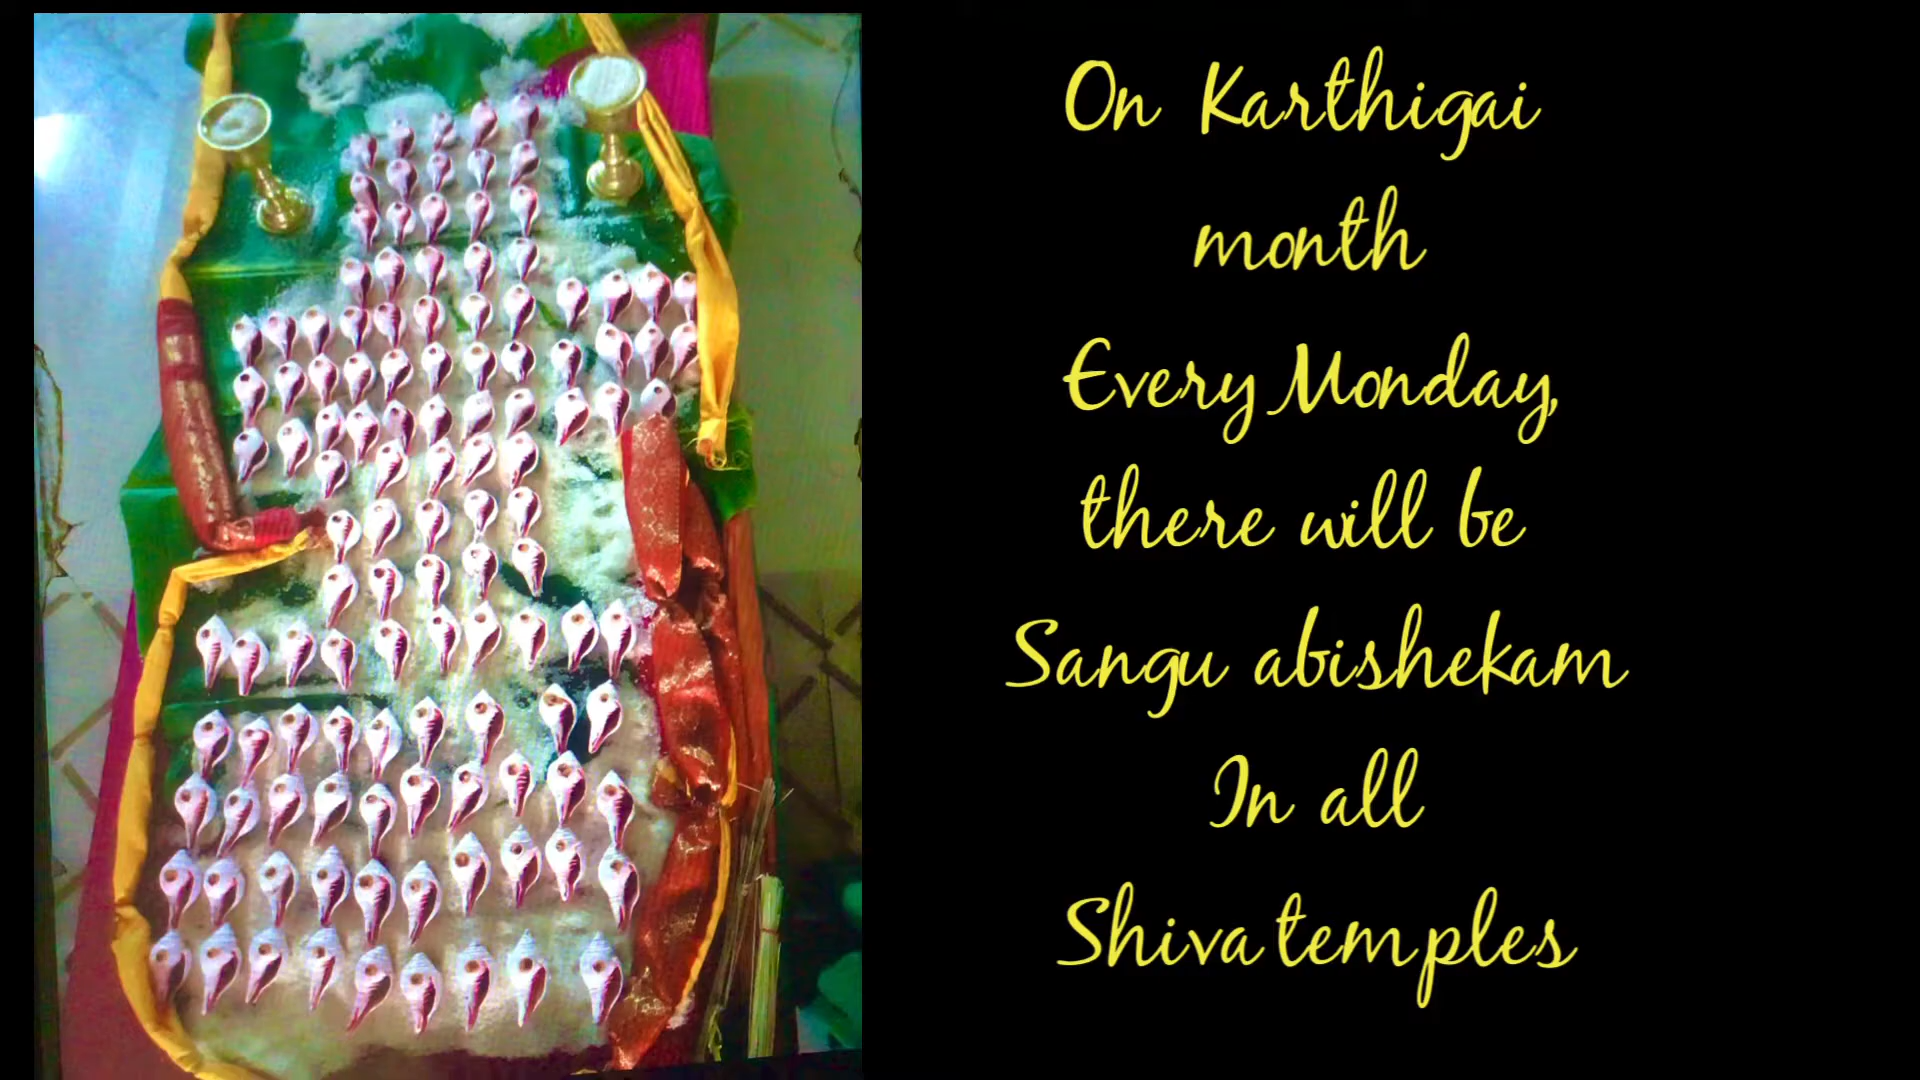 On Karthigai
month
Every Monday,
there will be
Sangu abishekam
In all
Shiva temples